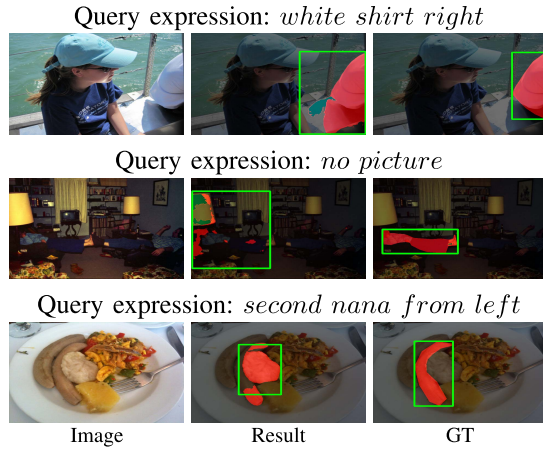 Query expression: white shirt right
Query expression: no picture
Query expression: second nana from left
Image Result GT